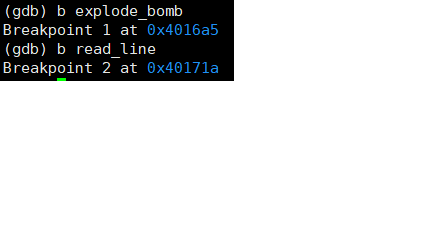 (gdb) b explode_bomb
Breakpoint 1 at 0x4016a5
(gdb) b read_line
Breakpoint 2 at 0x40171a